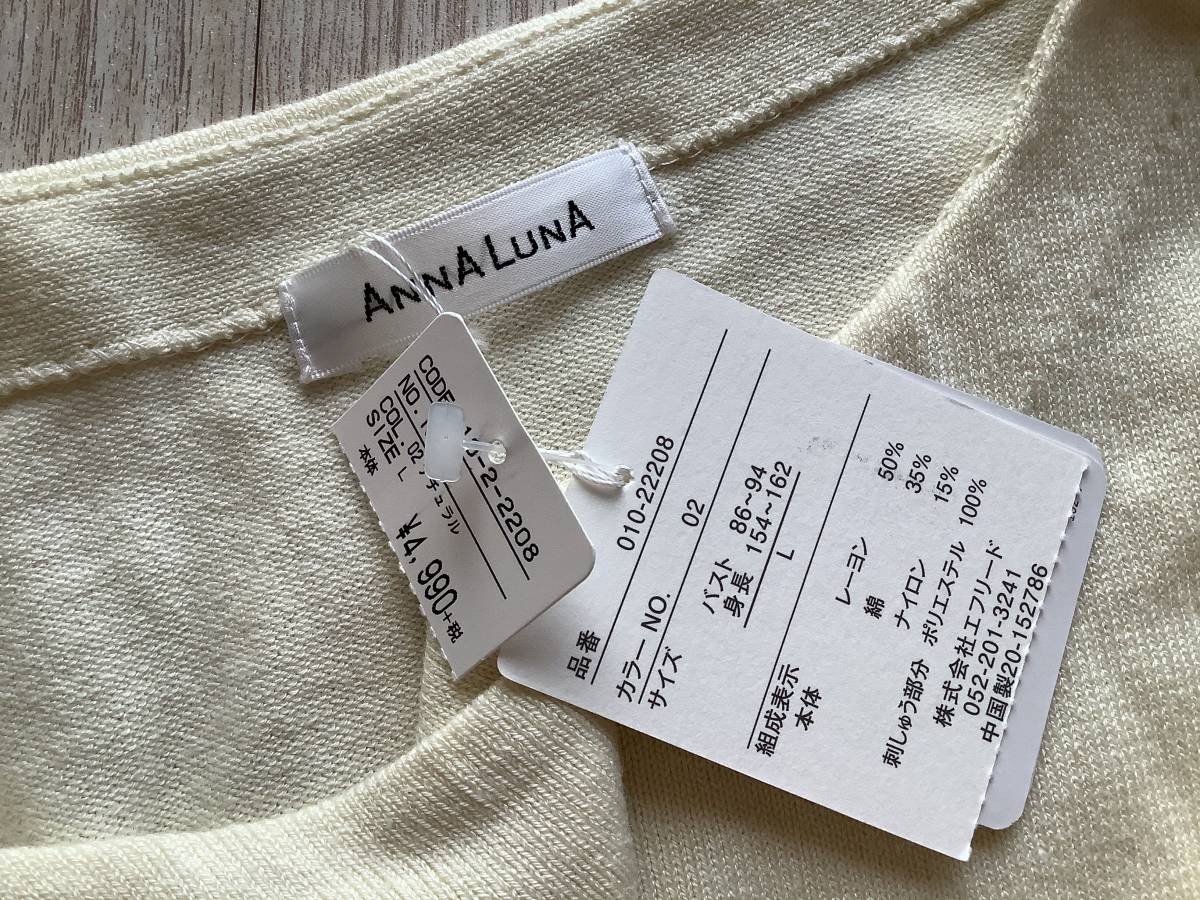 ANNA LUNA
CODE 10-2-2208
NO.
COL. 02 チュラル
SIZE L
本体 ¥4,990+税
品番 010-22208
カラーNO. 02
サイズ バスト 86~94
身長 154~162
L
組成表示
本体 レーヨン 50%
綿 35%
ナイロン 15%
刺しゅう部分 ポリエステル 100%
株式会社エフリード
052-201-3241
中国製20-152786